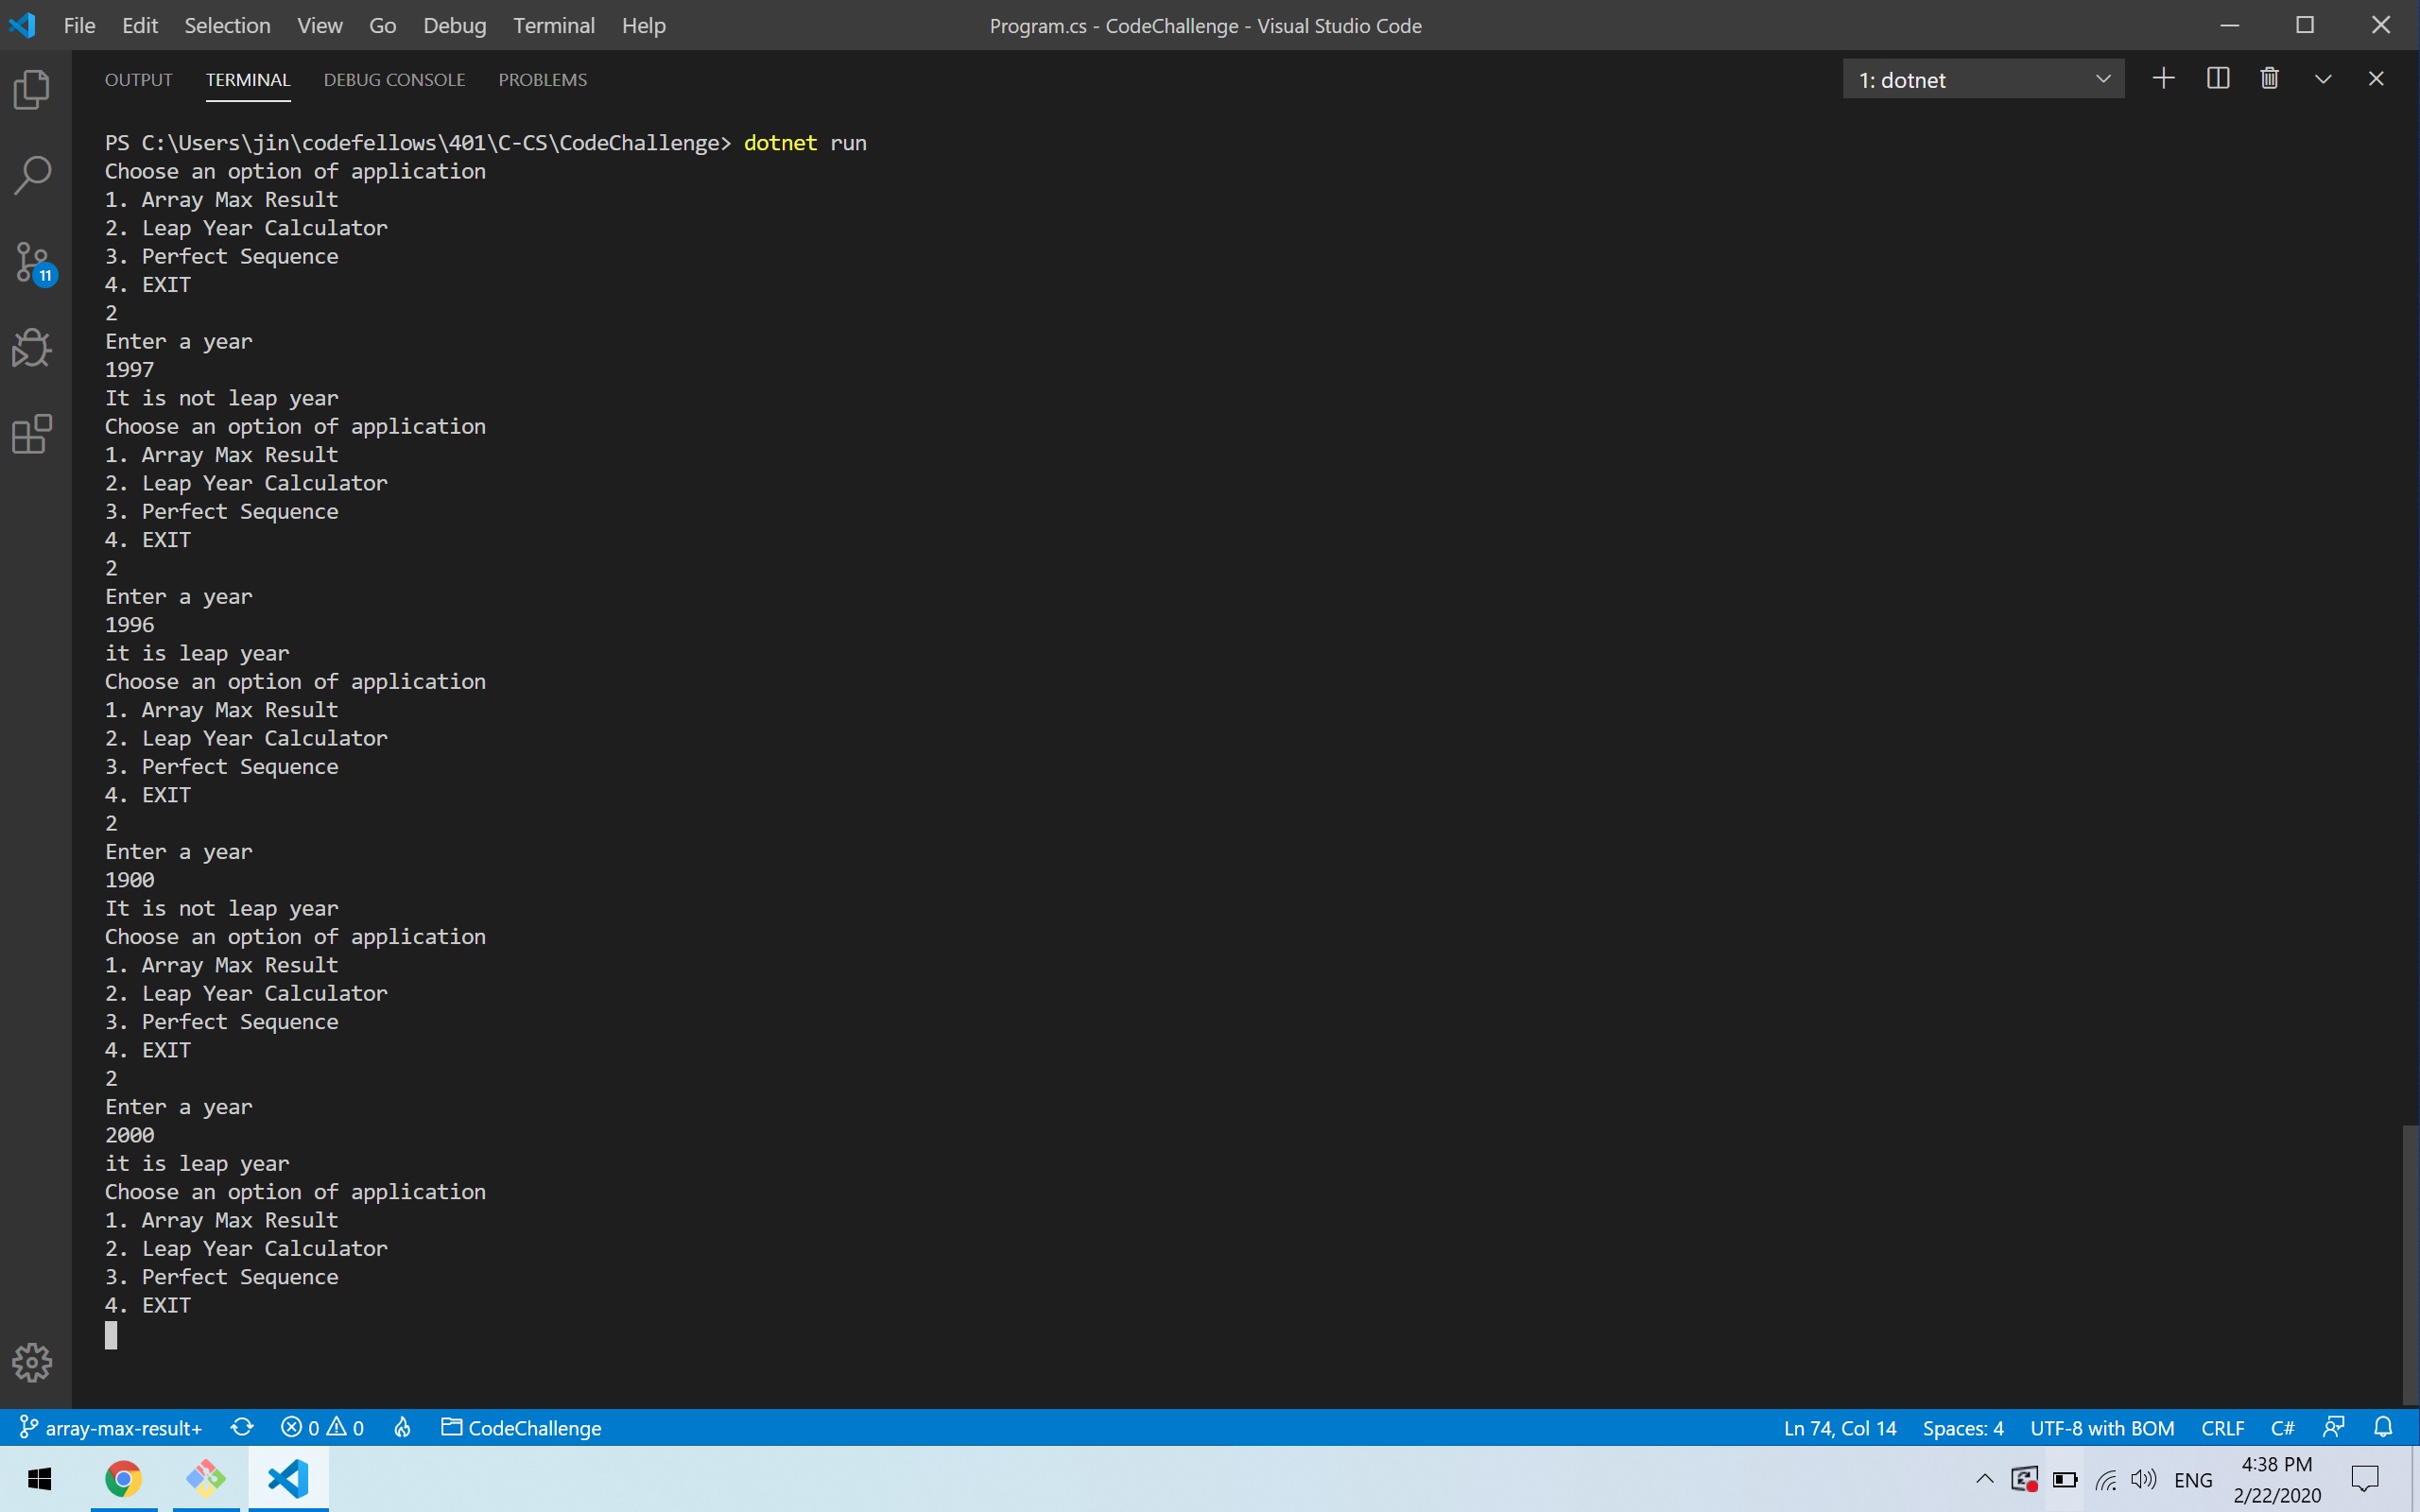 File Edit Selection View Go Debug Terminal Help Program.cs - CodeChallenge - Visual Studio Code
OUTPUT TERMINAL DEBUG CONSOLE PROBLEMS 1: dotnet
PS C:\Users\jin\codefellows\401\C-CS\CodeChallenge> dotnet run
Choose an option of application
1. Array Max Result
2. Leap Year Calculator
3. Perfect Sequence
4. EXIT
2
Enter a year
1997
It is not leap year
Choose an option of application
1. Array Max Result
2. Leap Year Calculator
3. Perfect Sequence
4. EXIT
2
Enter a year
1996
it is leap year
Choose an option of application
1. Array Max Result
2. Leap Year Calculator
3. Perfect Sequence
4. EXIT
2
Enter a year
1900
It is not leap year
Choose an option of application
1. Array Max Result
2. Leap Year Calculator
3. Perfect Sequence
4. EXIT
2
Enter a year
2000
it is leap year
Choose an option of application
1. Array Max Result
2. Leap Year Calculator
3. Perfect Sequence
4. EXIT
11
array-max-result+ 0 0 CodeChallenge Ln 74, Col 14 Spaces: 4 UTF-8 with BOM CRLF C#
ENG
4:38 PM
2/22/2020